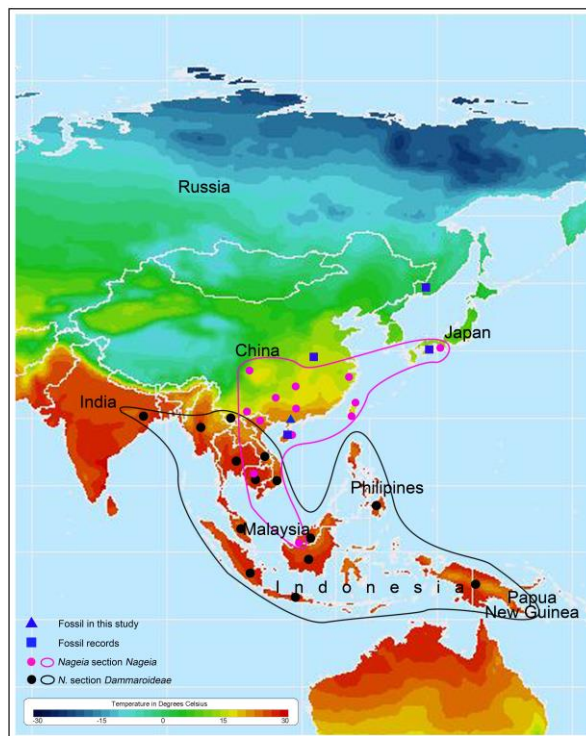 Russia
Japan
China
India
Philipines
Malaysia
Indonesia
Papua
New Guinea
Fossil in this study
Fossil records
Nageia section Nageia
N. section Dammaroideae
Temperature in Degrees Celsius
-30 -15 0 15 30